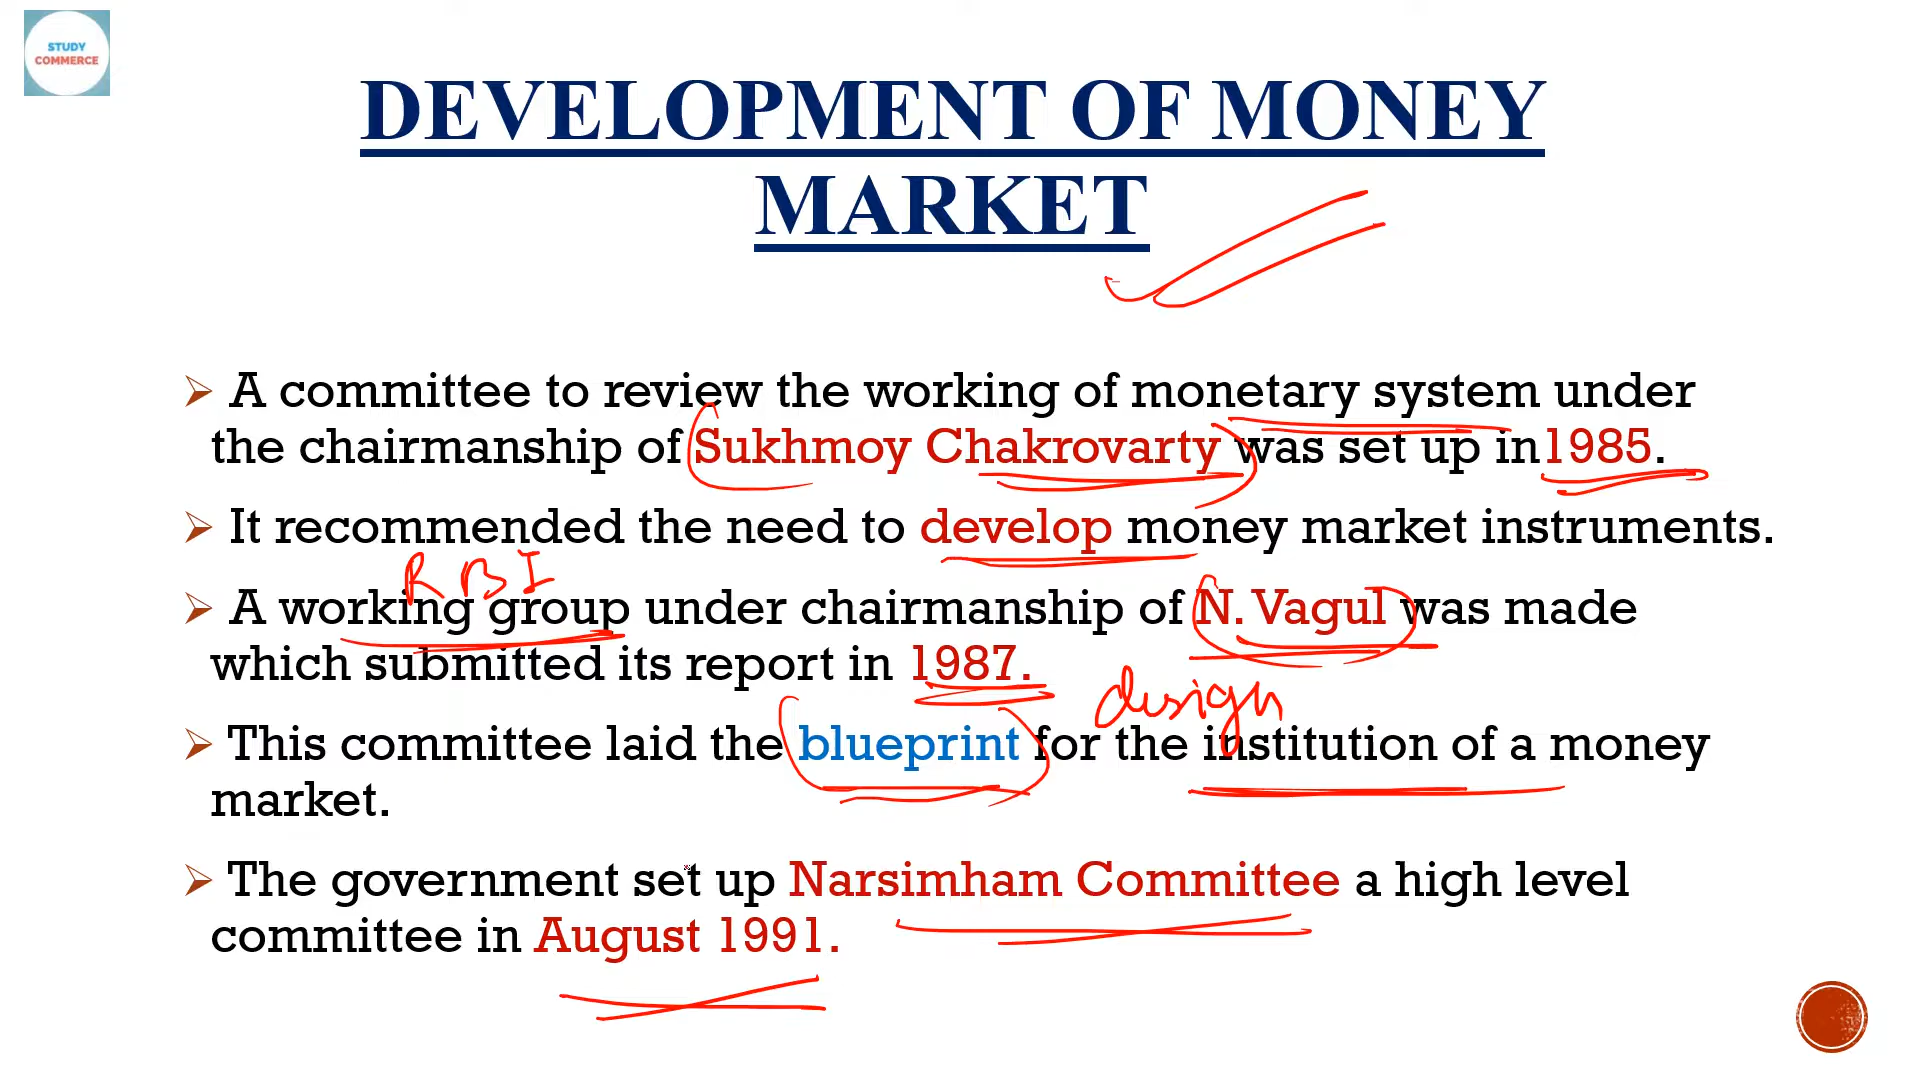 STUDY
COMMERCE
DEVELOPMENT OF MONEY
MARKET
A committee to review the working of monetary system under
the chairmanship of Sukhmoy Chakrovarty was set up in1985.
It recommended the need to develop money market instruments.
RBI
A working group under chairmanship of N. Vagul was made
which submitted its report in 1987.
design
This committee laid the blueprint for the institution of a money
market.
The government set up Narsimham Committee a high level
committee in August 1991.